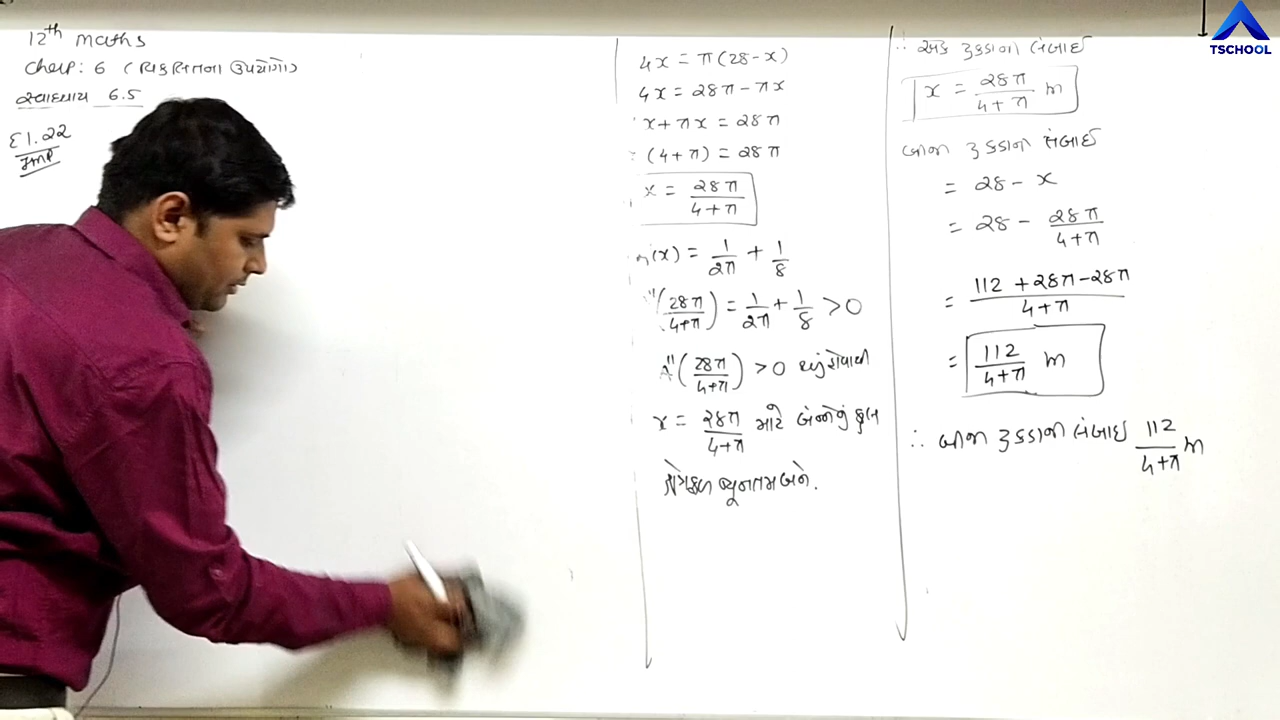 12th maths
Chep: 6 (વિકલિતના ઉપયોગો)
સ્વાધ્યાય 6.5
દા.22
Imp
4x = π(28-x)
4x = 28π-πx
x+πx = 28π
(4+π) = 28π
x = 28π/4+π
(x) = 1/2π + 1/8
"(28π/4+π) = 1/2π + 1/8 > 0
A"(28π/4+π) > 0 થતું હોવાથી
x = 28π/4+π માટે બંન્નેનું કુલ
ક્ષેત્રફળ ન્યૂનતમ બને.
∴ એક ટુકડાની લંબાઈ
x = 28π/4+π m
બીજા ટુકડાની લંબાઈ
= 28 - x
= 28 - 28π/4+π
= 112 + 28π - 28π/4+π
= 112/4+π m
∴ બીજા ટુકડાની લંબાઈ 112/4+π m
TSCHOOL